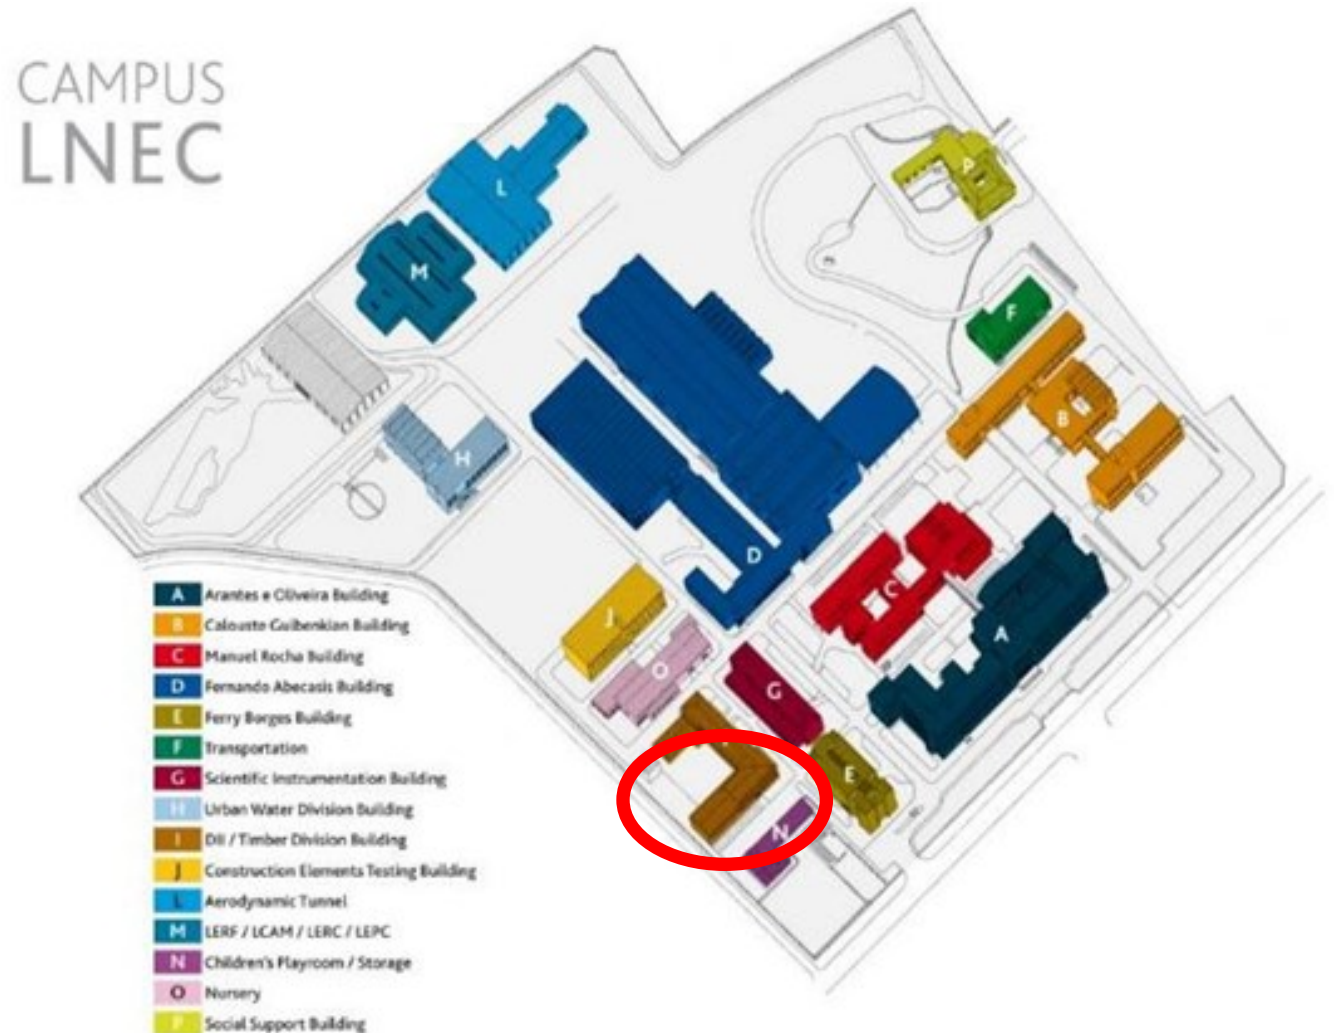 CAMPUS
LNEC
L
P
M
F
B
H
D
C
J
A
O
G
E
N
A Arantes e Oliveira Building
B Calouste Gulbenkian Building
C Manuel Rocha Building
D Fernando Abecasis Building
E Ferry Borges Building
F Transportation
G Scientific Instrumentation Building
H Urban Water Division Building
I DII / Timber Division Building
J Construction Elements Testing Building
L Aerodynamic Tunnel
M LERF / LCAM / LERC / LEPC
N Children's Playroom / Storage
O Nursery
P Social Support Building